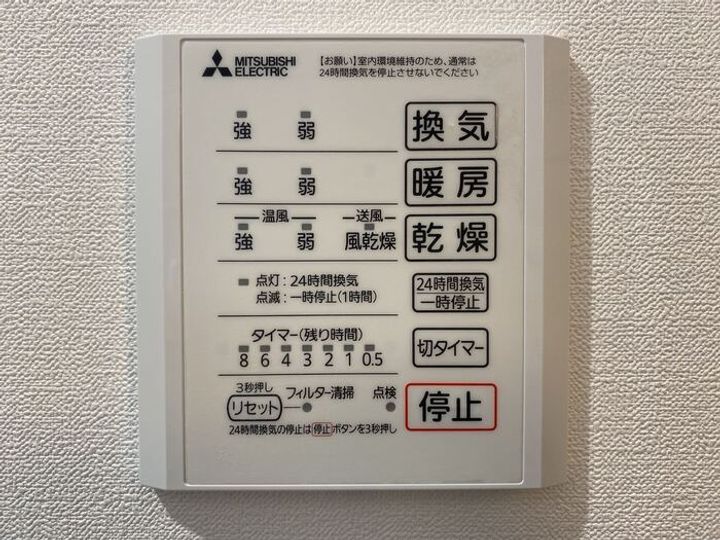 MITSUBISHI
ELECTRIC
【お願い】室内環境維持のため、通常は
24時間換気を停止させないでください
強 弱 換気
強 弱 暖房
温風 送風
強 弱 風乾燥 乾燥
点灯：24時間換気
点滅：一時停止（1時間）
24時間換気
一時停止
タイマー（残り時間）
8 6 4 3 2 1 0.5
切タイマー
3秒押し
リセット フィルター清掃 点検
停止
24時間換気の停止は停止ボタンを3秒押し